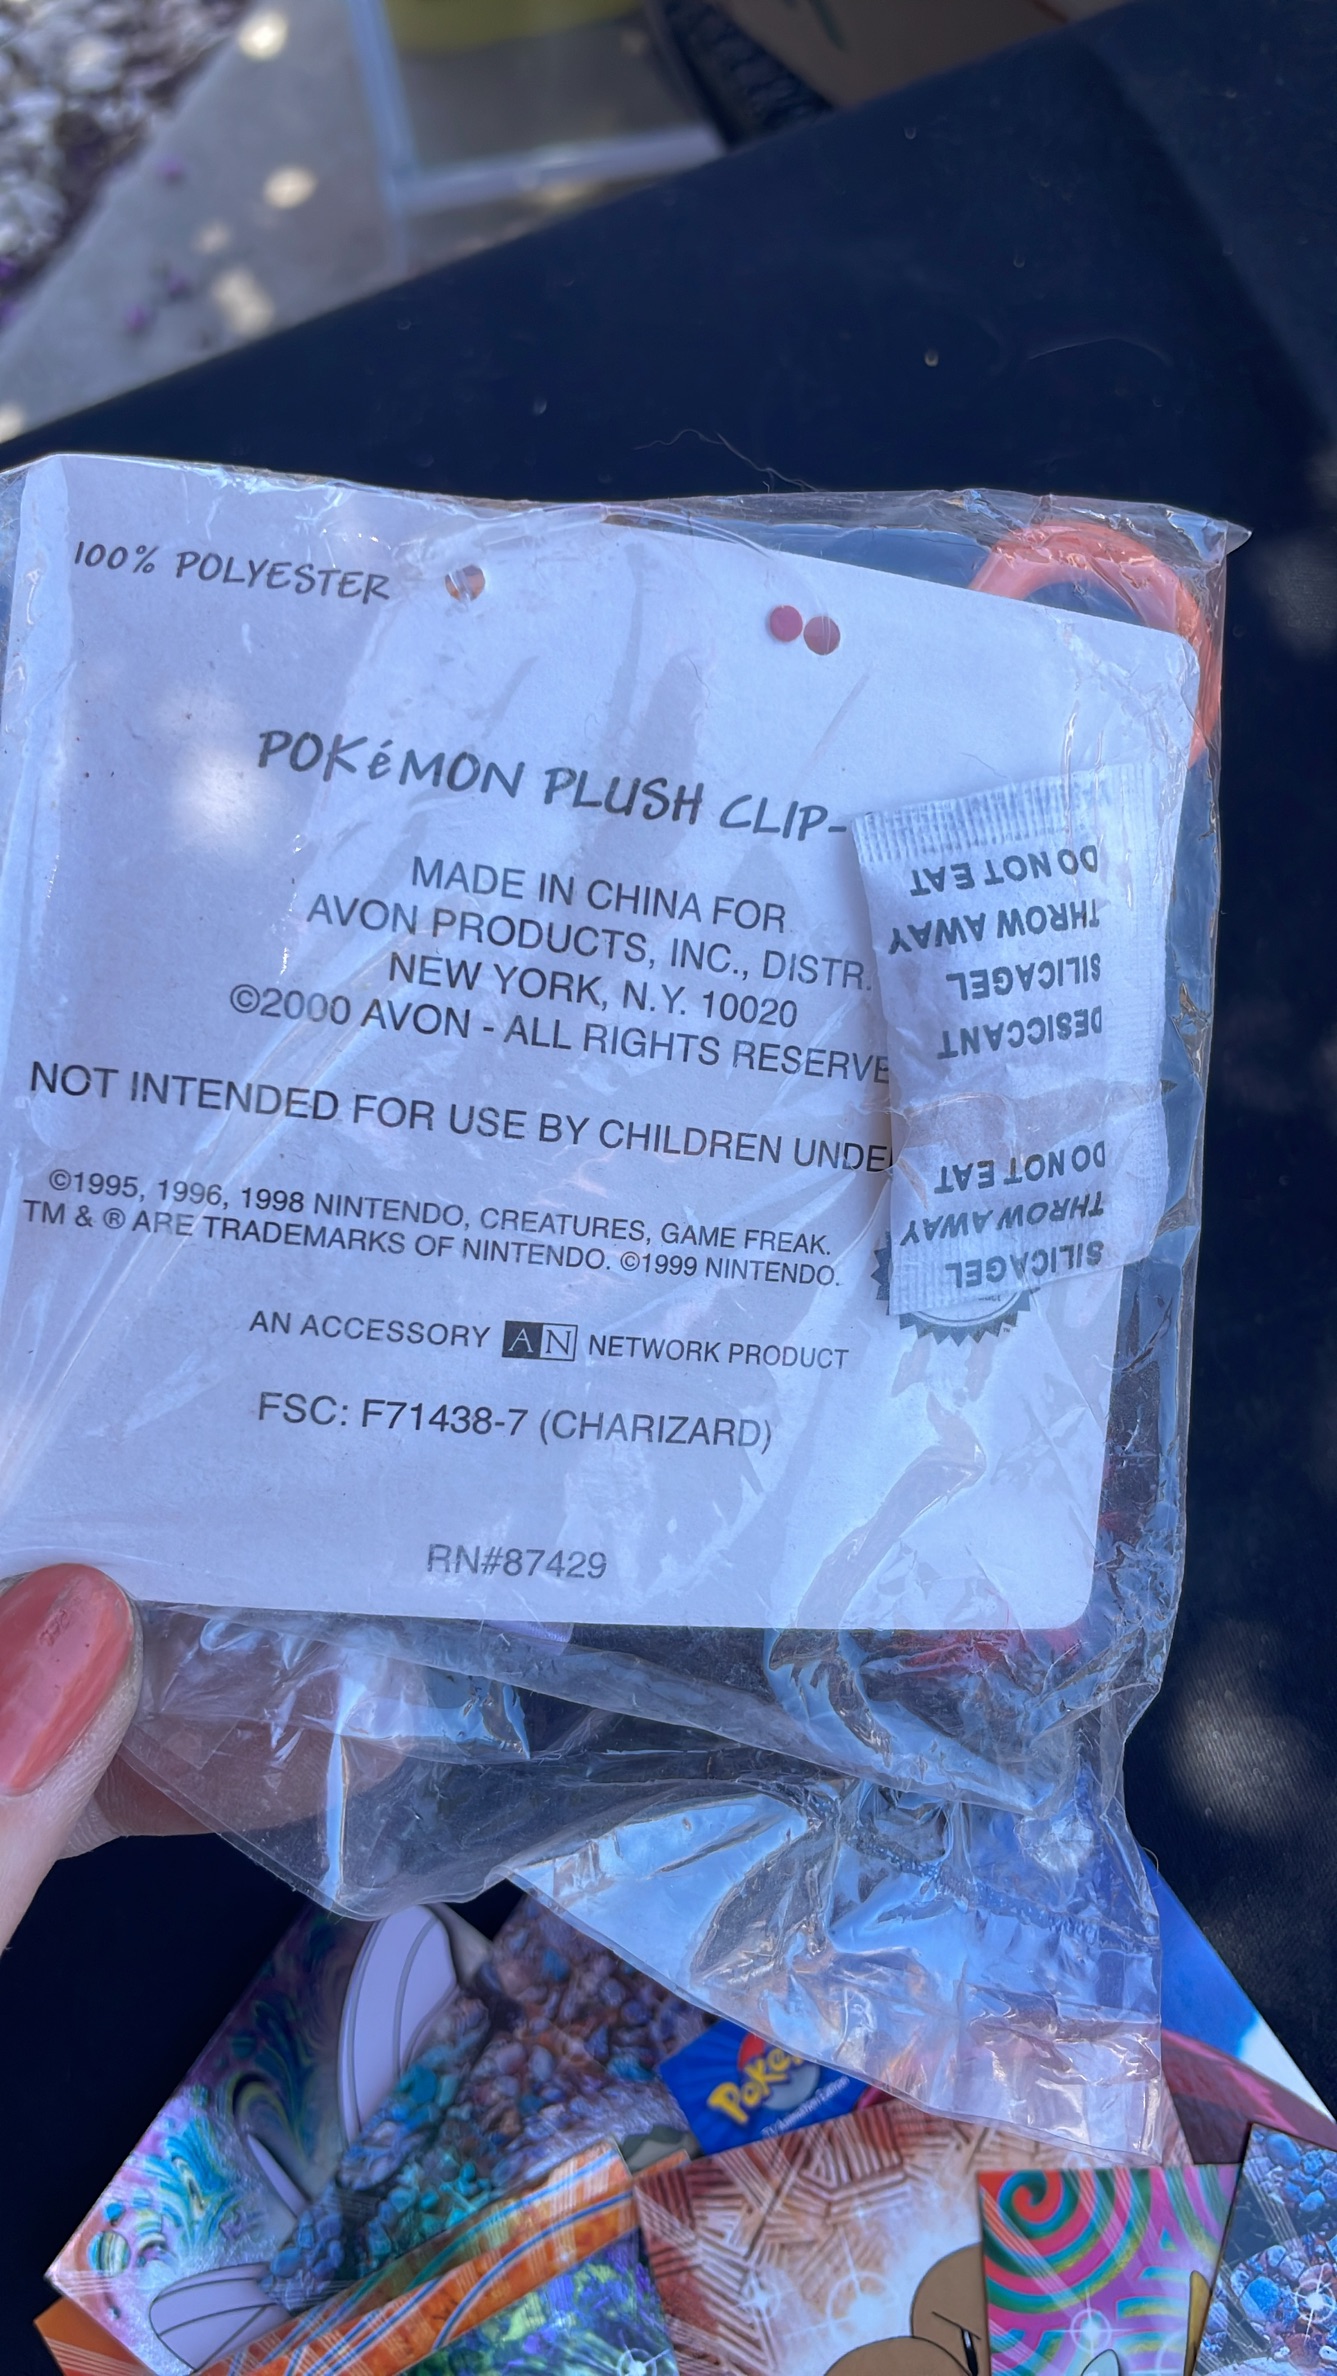 100% POLYESTER
POKéMON PLUSH CLIP-
MADE IN CHINA FOR
AVON PRODUCTS, INC., DISTR.
NEW YORK, N.Y. 10020
©2000 AVON - ALL RIGHTS RESERVE
NOT INTENDED FOR USE BY CHILDREN UNDE
©1995, 1996, 1998 NINTENDO, CREATURES, GAME FREAK.
TM & ® ARE TRADEMARKS OF NINTENDO. ©1999 NINTENDO.
AN ACCESSORY AN NETWORK PRODUCT
FSC: F71438-7 (CHARIZARD)
RN#87429
SILICAGEL
THROW AWAY
DO NOT EAT
DESICCANT
SILICAGEL
THROW AWAY
DO NOT EAT
Poké